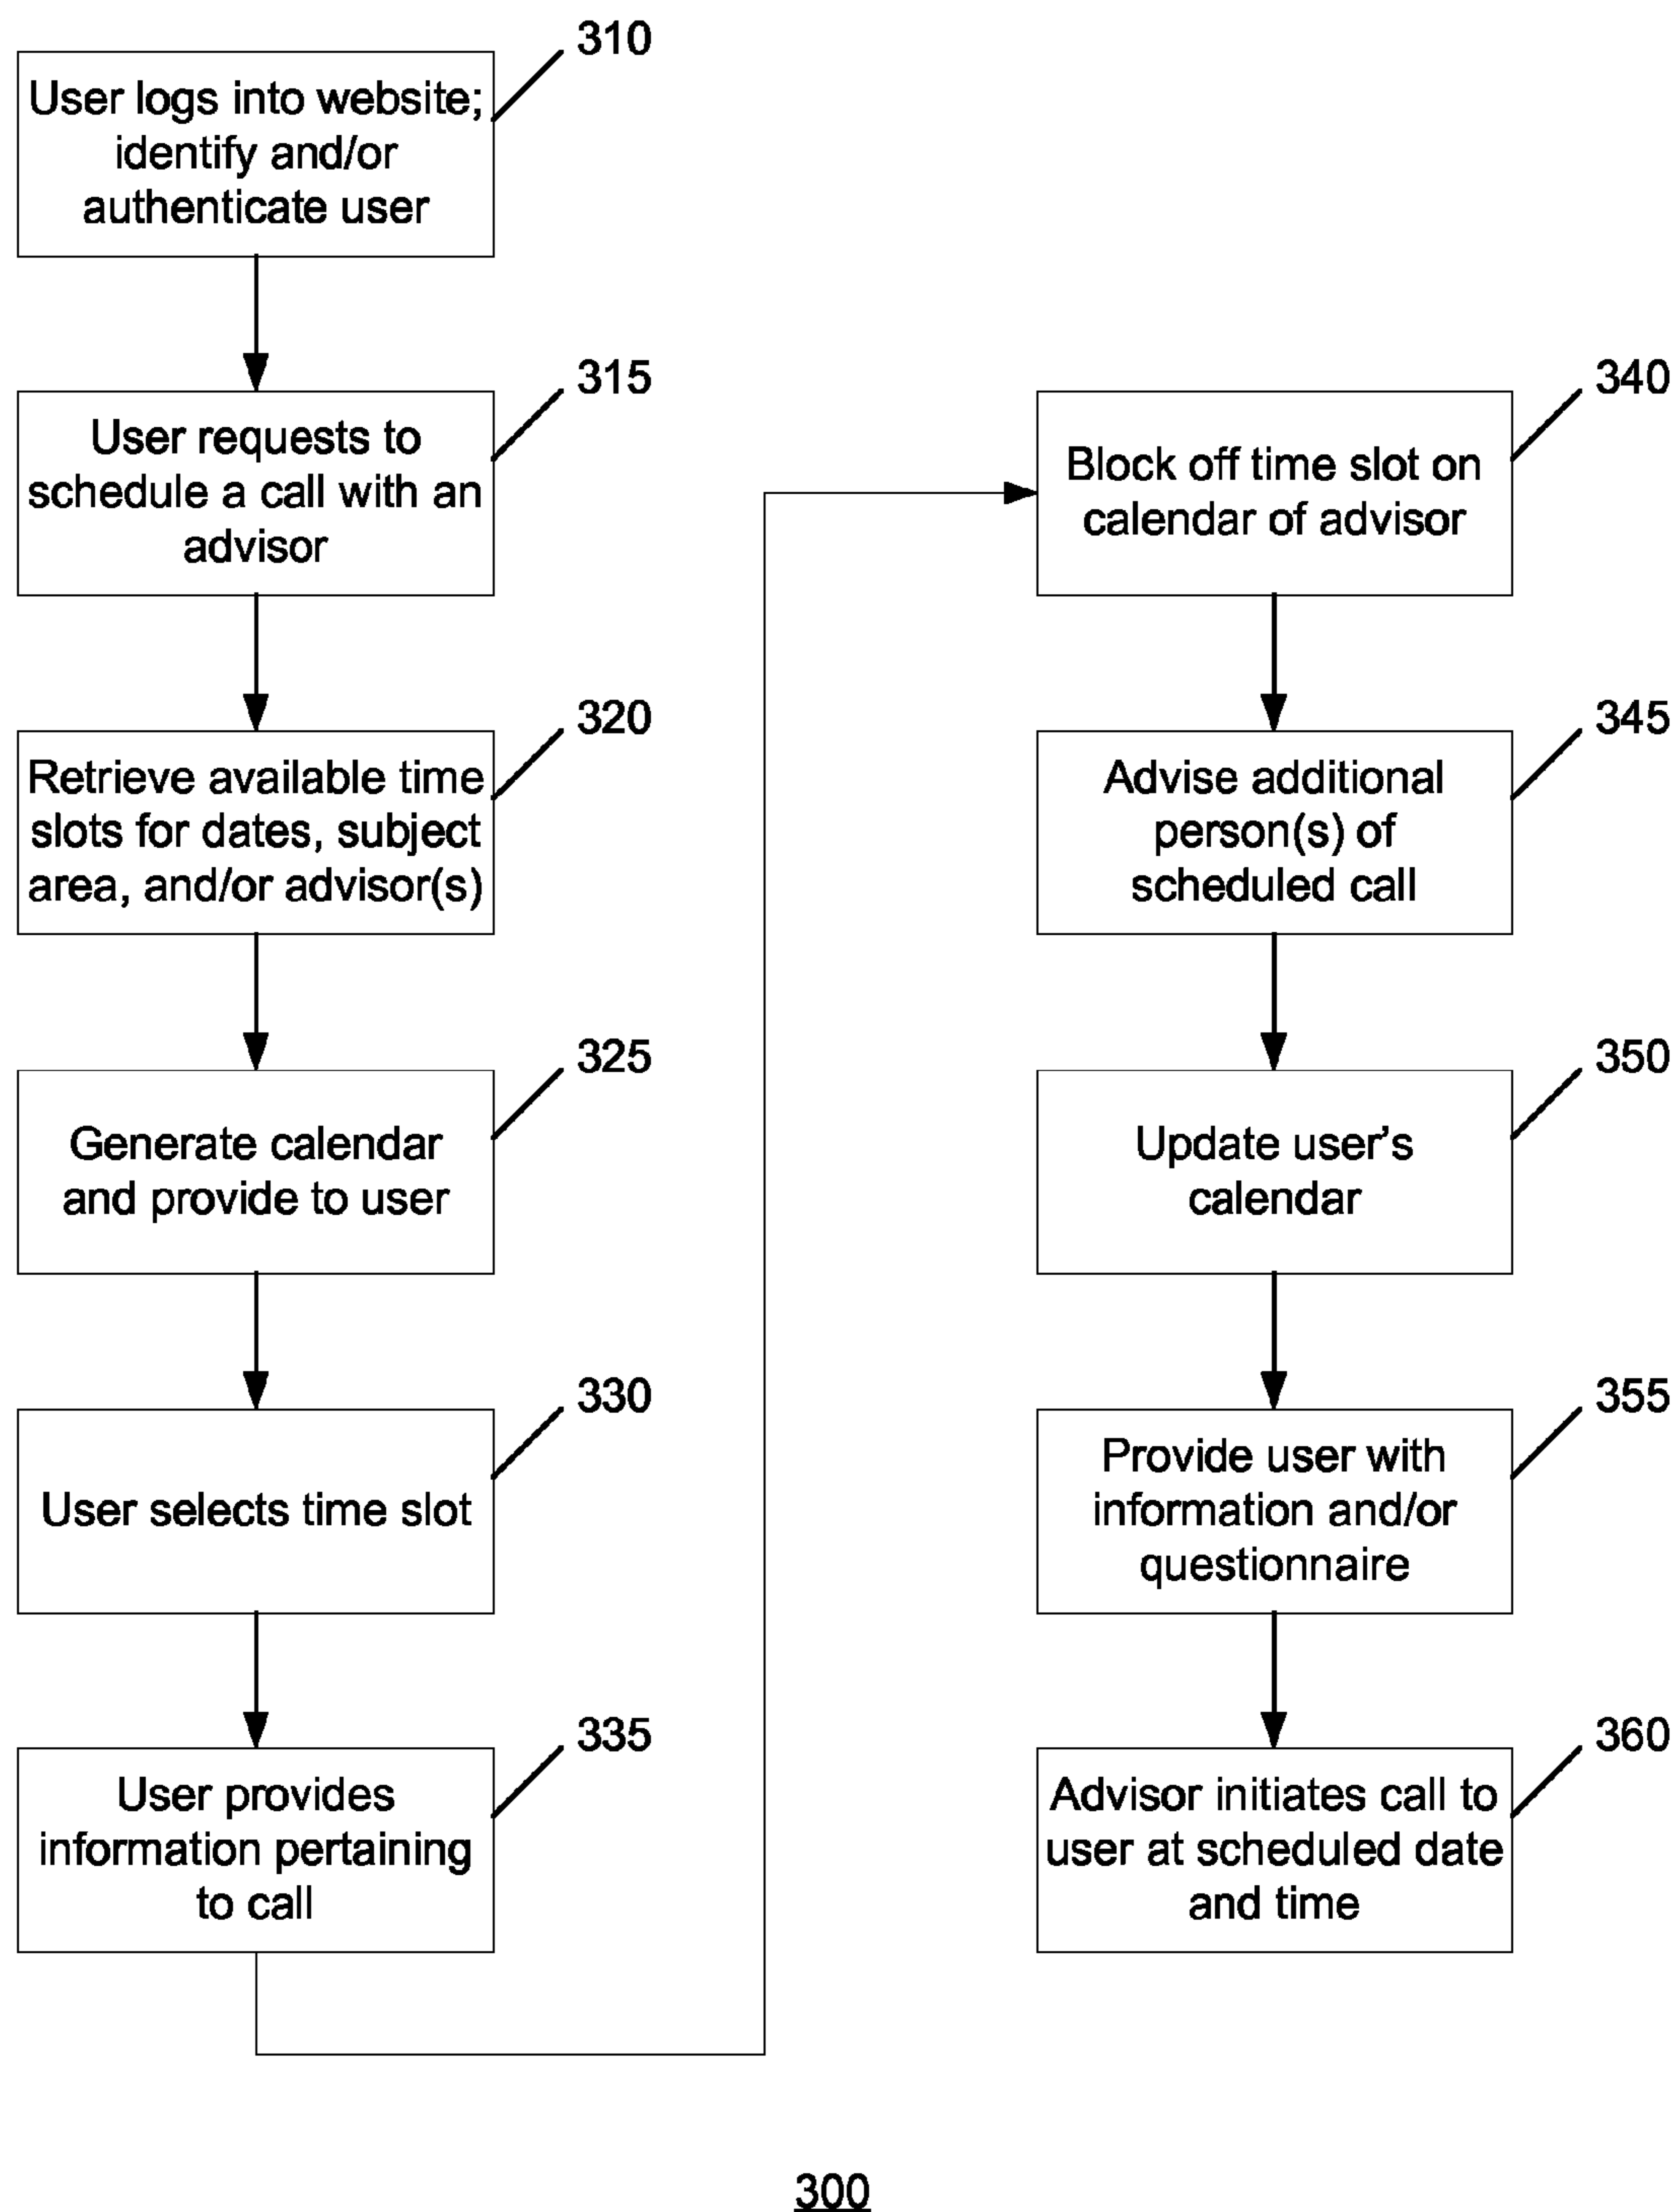 310
User logs into website;
identify and/or
authenticate user
315
User requests to
schedule a call with an
advisor
320
Retrieve available time
slots for dates, subject
area, and/or advisor(s)
325
Generate calendar
and provide to user
330
User selects time slot
335
User provides
information pertaining
to call
340
Block off time slot on
calendar of advisor
345
Advise additional
person(s) of
scheduled call
350
Update user's
calendar
355
Provide user with
information and/or
questionnaire
360
Advisor initiates call to
user at scheduled date
and time
300